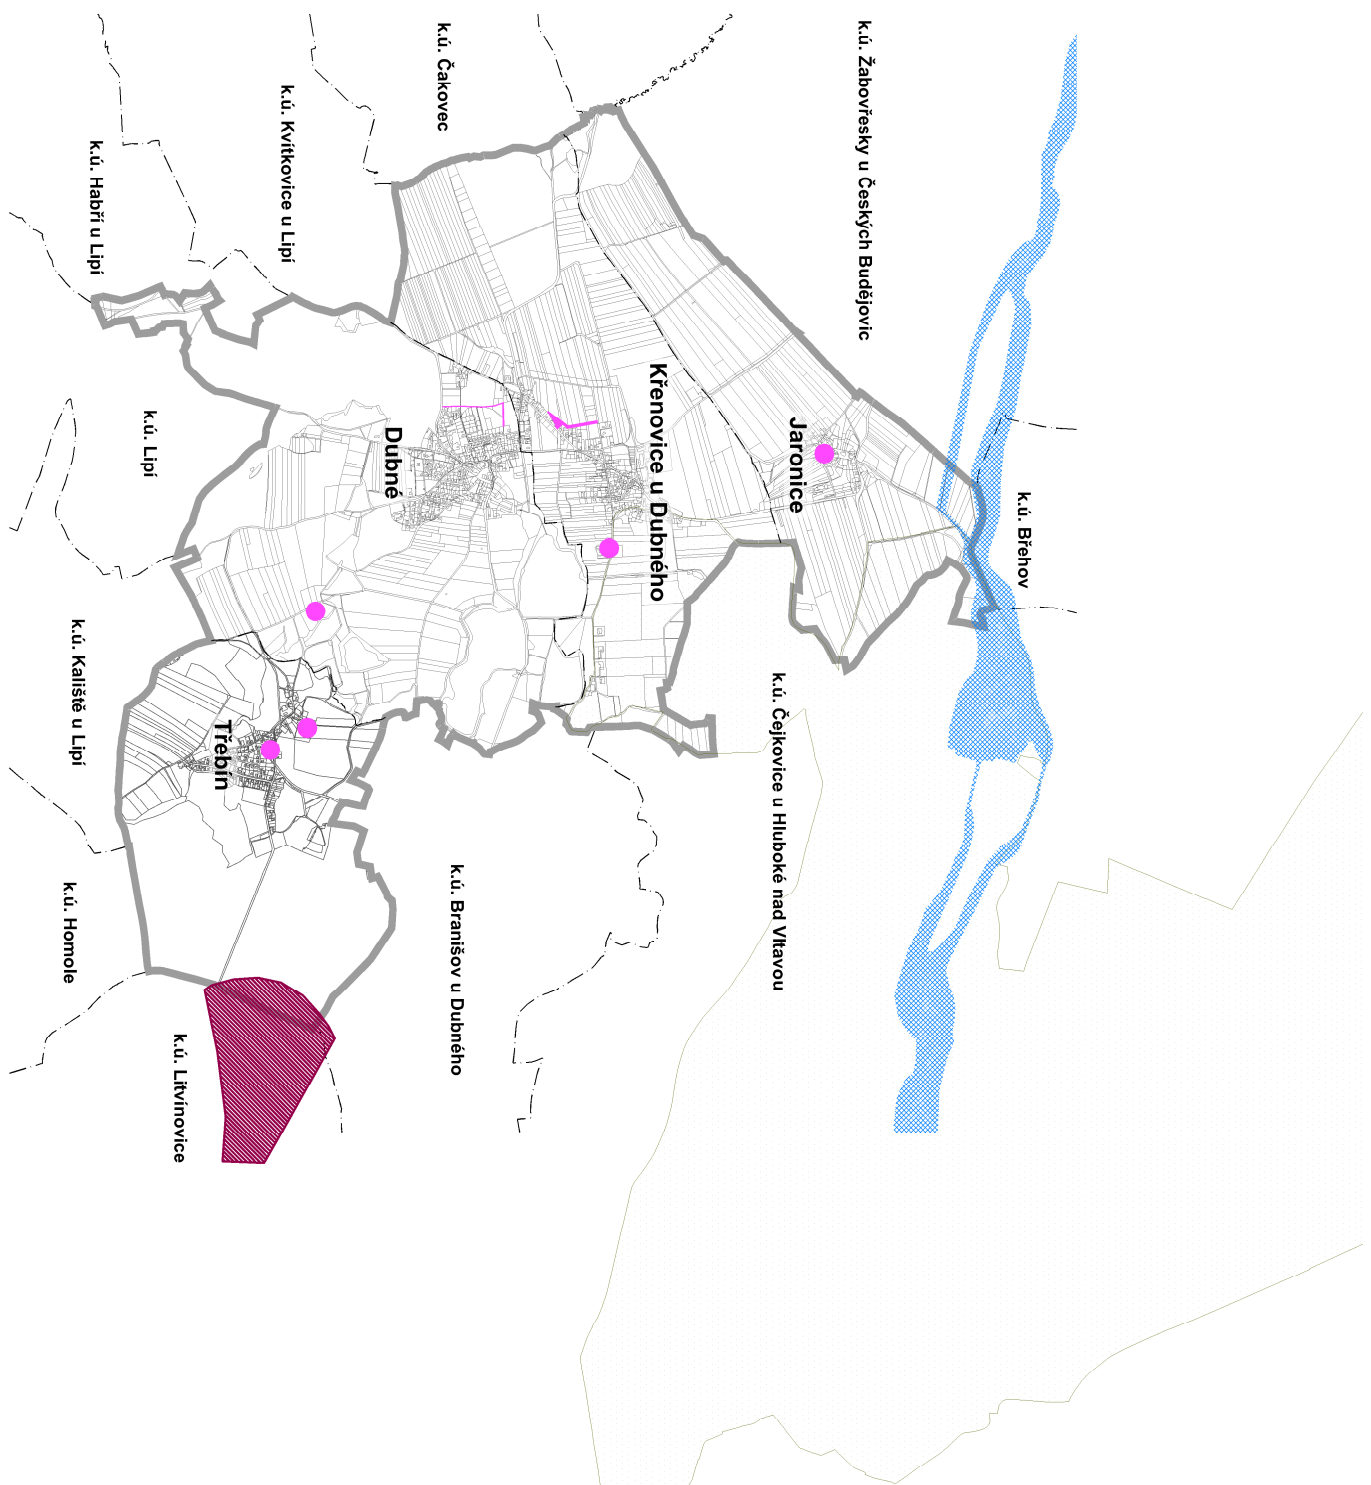 k.ú. Žabovřesky u Českých Budějovic
k.ú. Čakovec
k.ú. Kvítkovice u Lipí
k.ú. Habří u Lipí
k.ú. Břehov
Jaronice
Křenovice u Dubného
Dubné
k.ú. Lipí
k.ú. Čejkovice u Hluboké nad Vltavou
Třebín
k.ú. Kaliště u Lipí
k.ú. Branišov u Dubného
k.ú. Homole
k.ú. Litvínovice